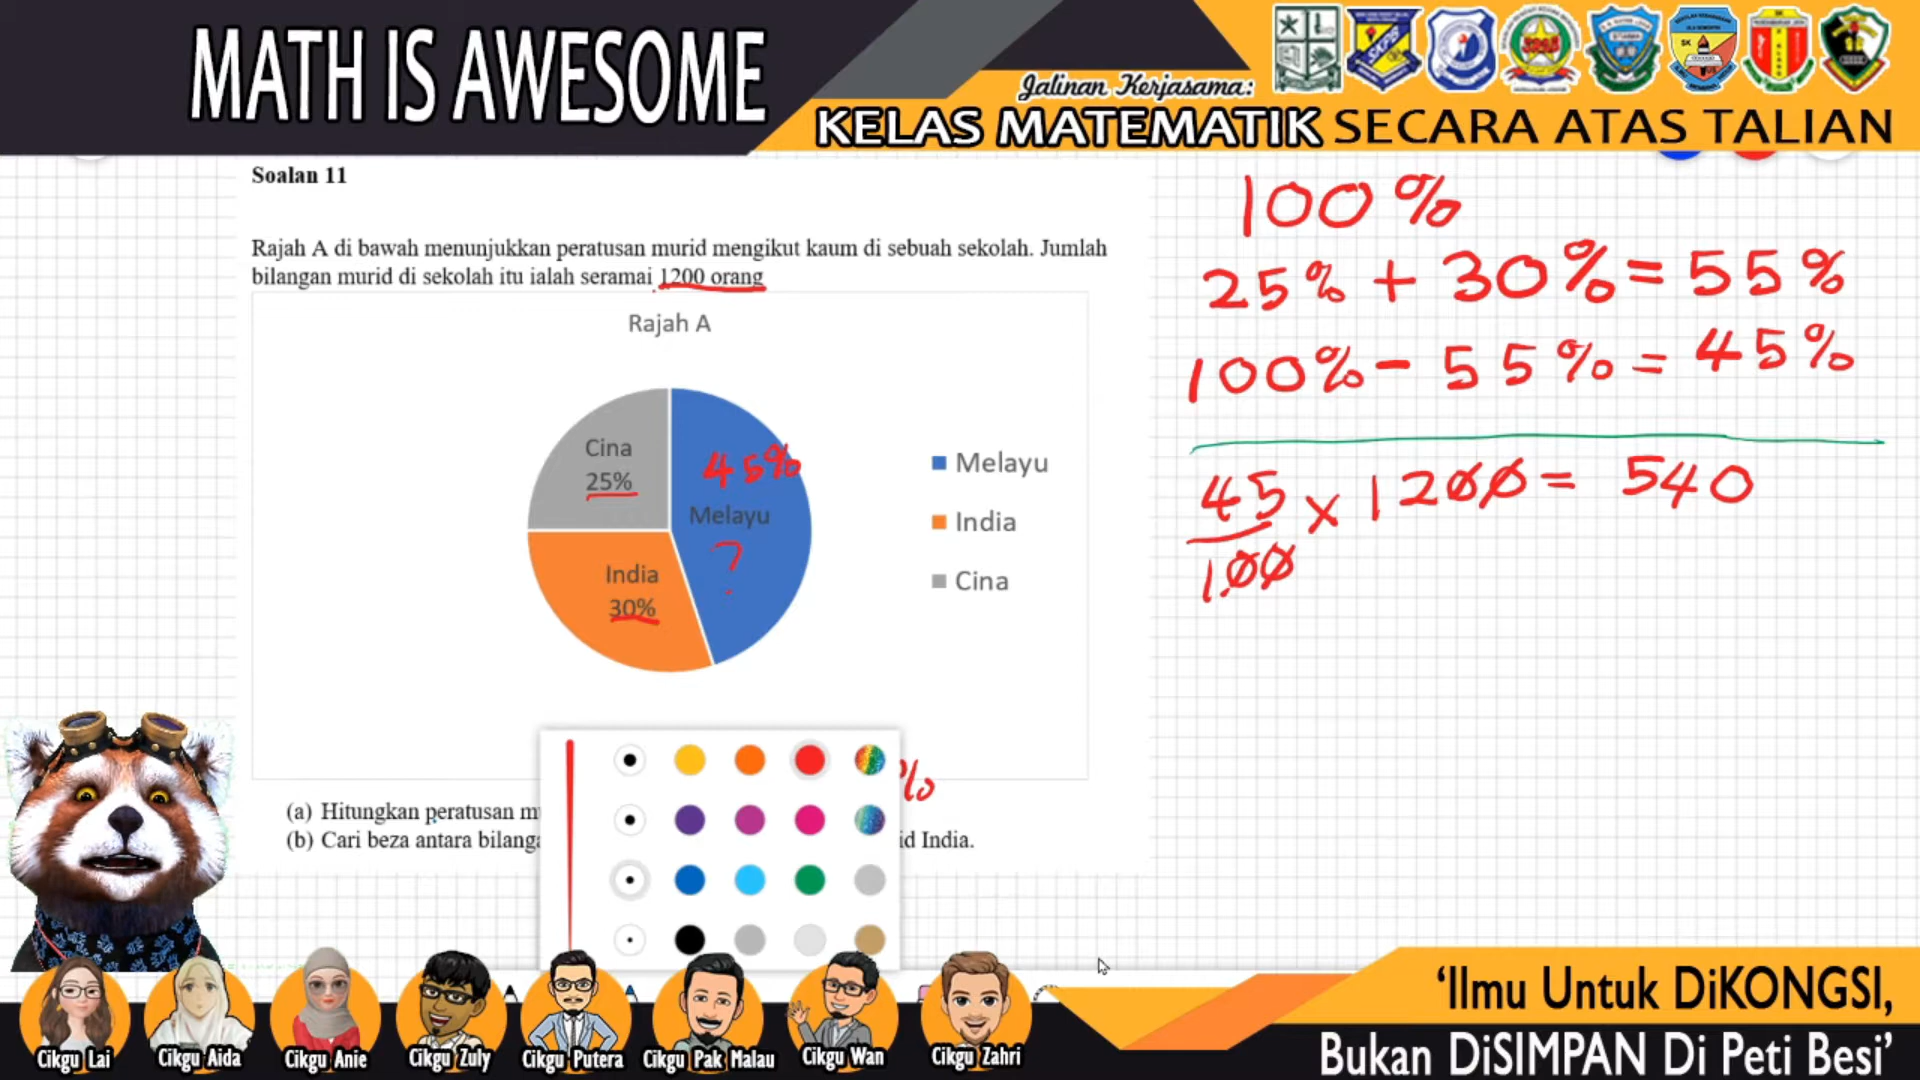 MATH IS AWESOME
Jalinan Kerjasama:
KELAS MATEMATIK SECARA ATAS TALIAN
Soalan 11
Rajah A di bawah menunjukkan peratusan murid mengikut kaum di sebuah sekolah. Jumlah
bilangan murid di sekolah itu ialah seramai 1200 orang
Rajah A
Cina
25%
45%
Melayu
?
India
30%
Melayu
India
Cina
%
(a) Hitungkan peratusan
(b) Cari beza antara
India.
100%
25% + 30% = 55%
100% - 55% = 45%
45
100
x 1200 = 540
Cikgu Lai
Cikgu Aida
Cikgu Anie
Cikgu Zuly
Cikgu Putera
Cikgu Pak Malau
Cikgu Wan
Cikgu Zahri
'Ilmu Untuk DiKONGSI,
Bukan DiSIMPAN Di Peti Besi'